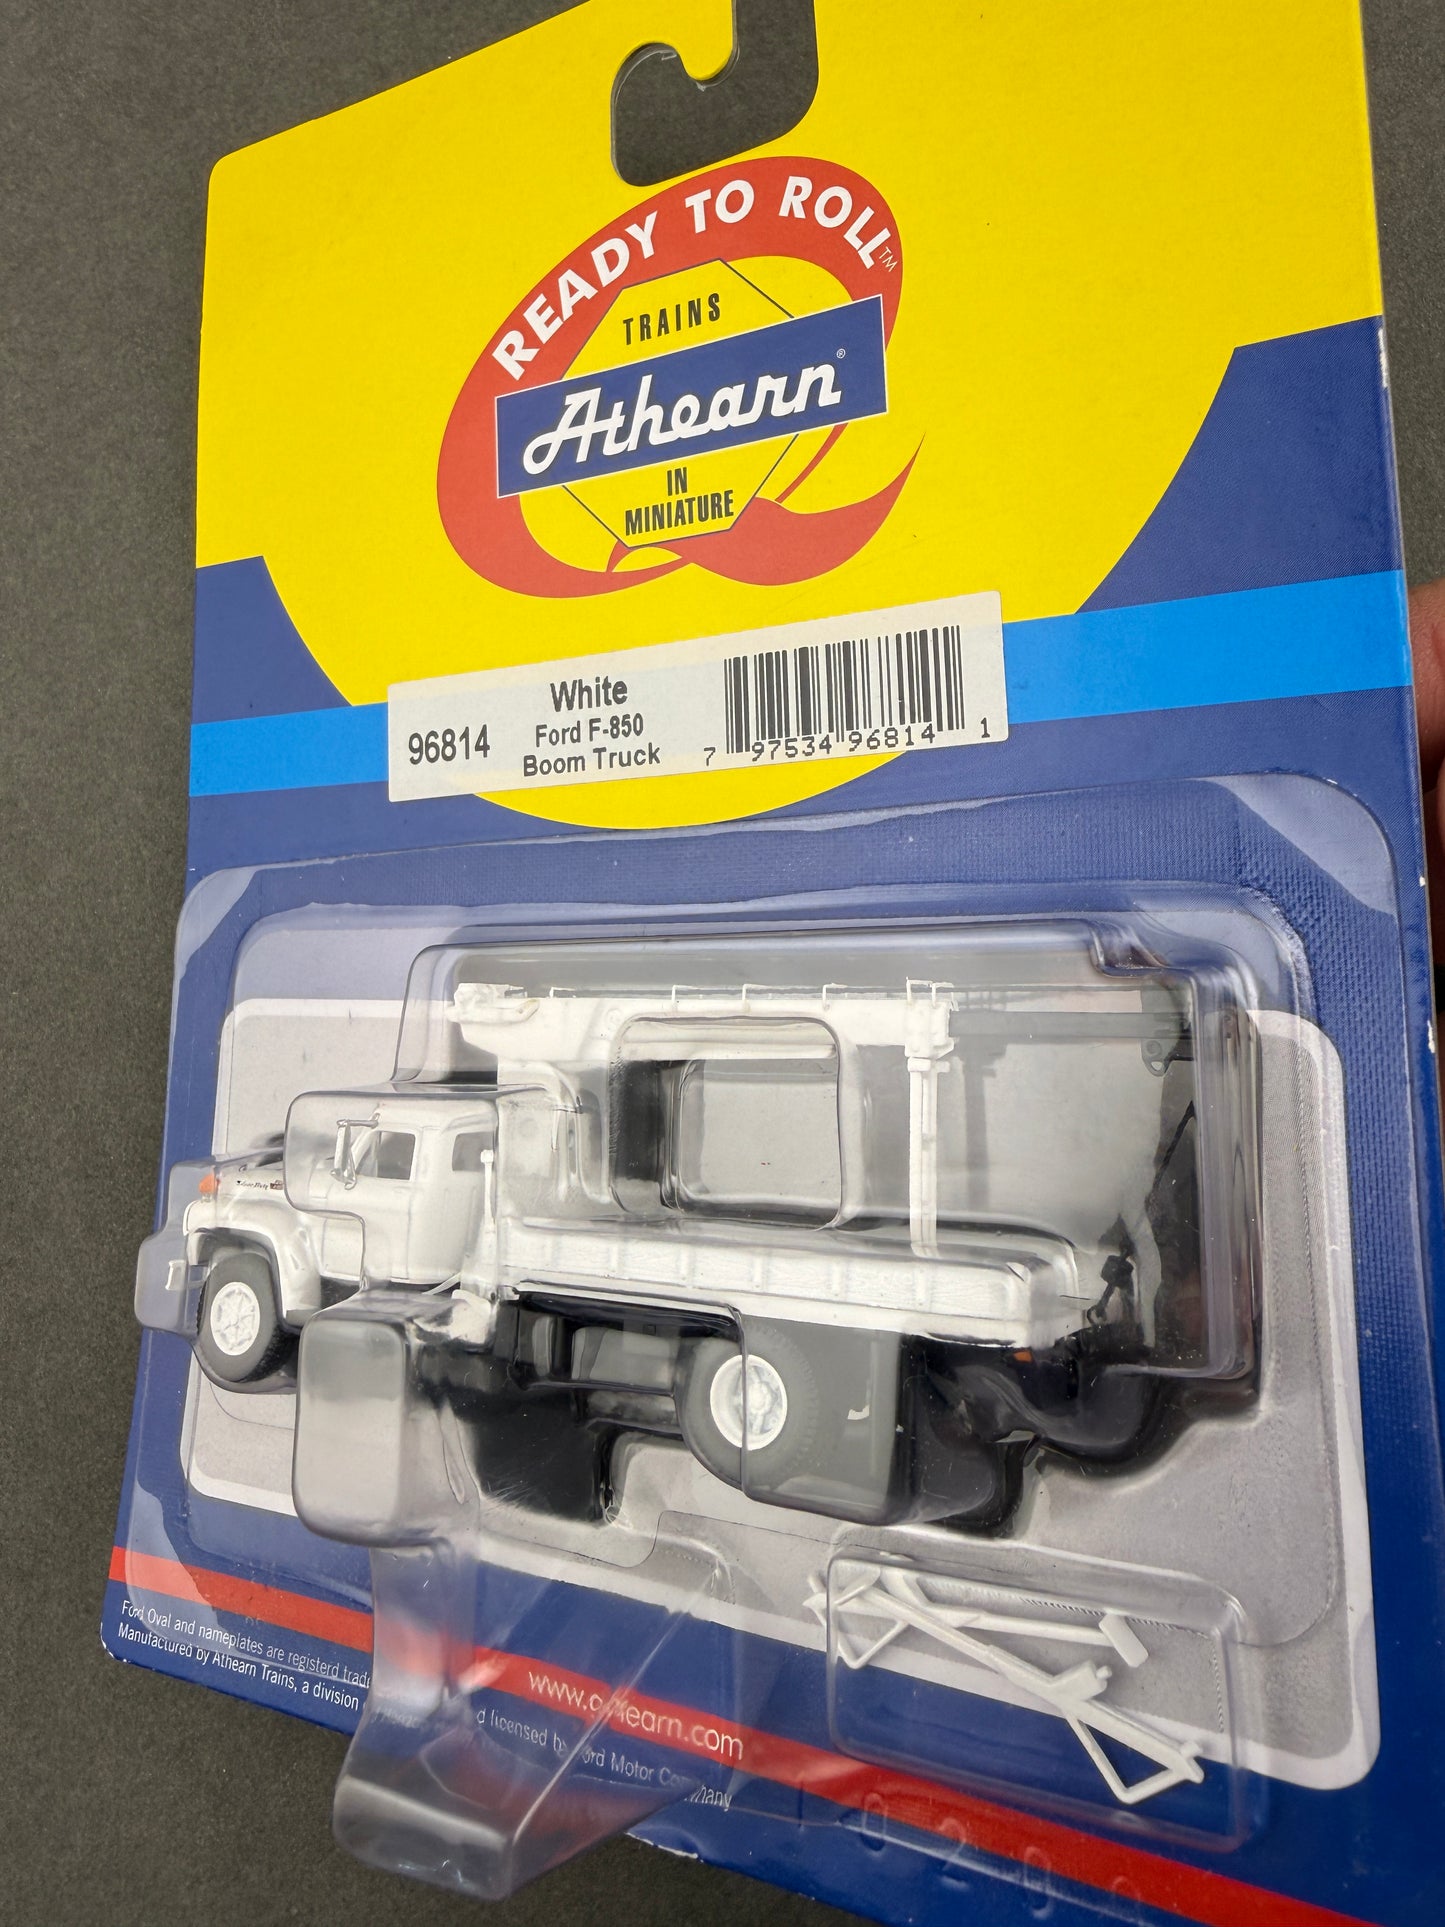 READY TO ROLL™
TRAINS
Athearn®
IN
MINIATURE
96814
White
Ford F-850
Boom Truck
7 97534 96814 1
Ford Oval and nameplates are registerd
Manufactured by Athearn Trains, a division
licensed by Ford Motor Company
www.athearn.com